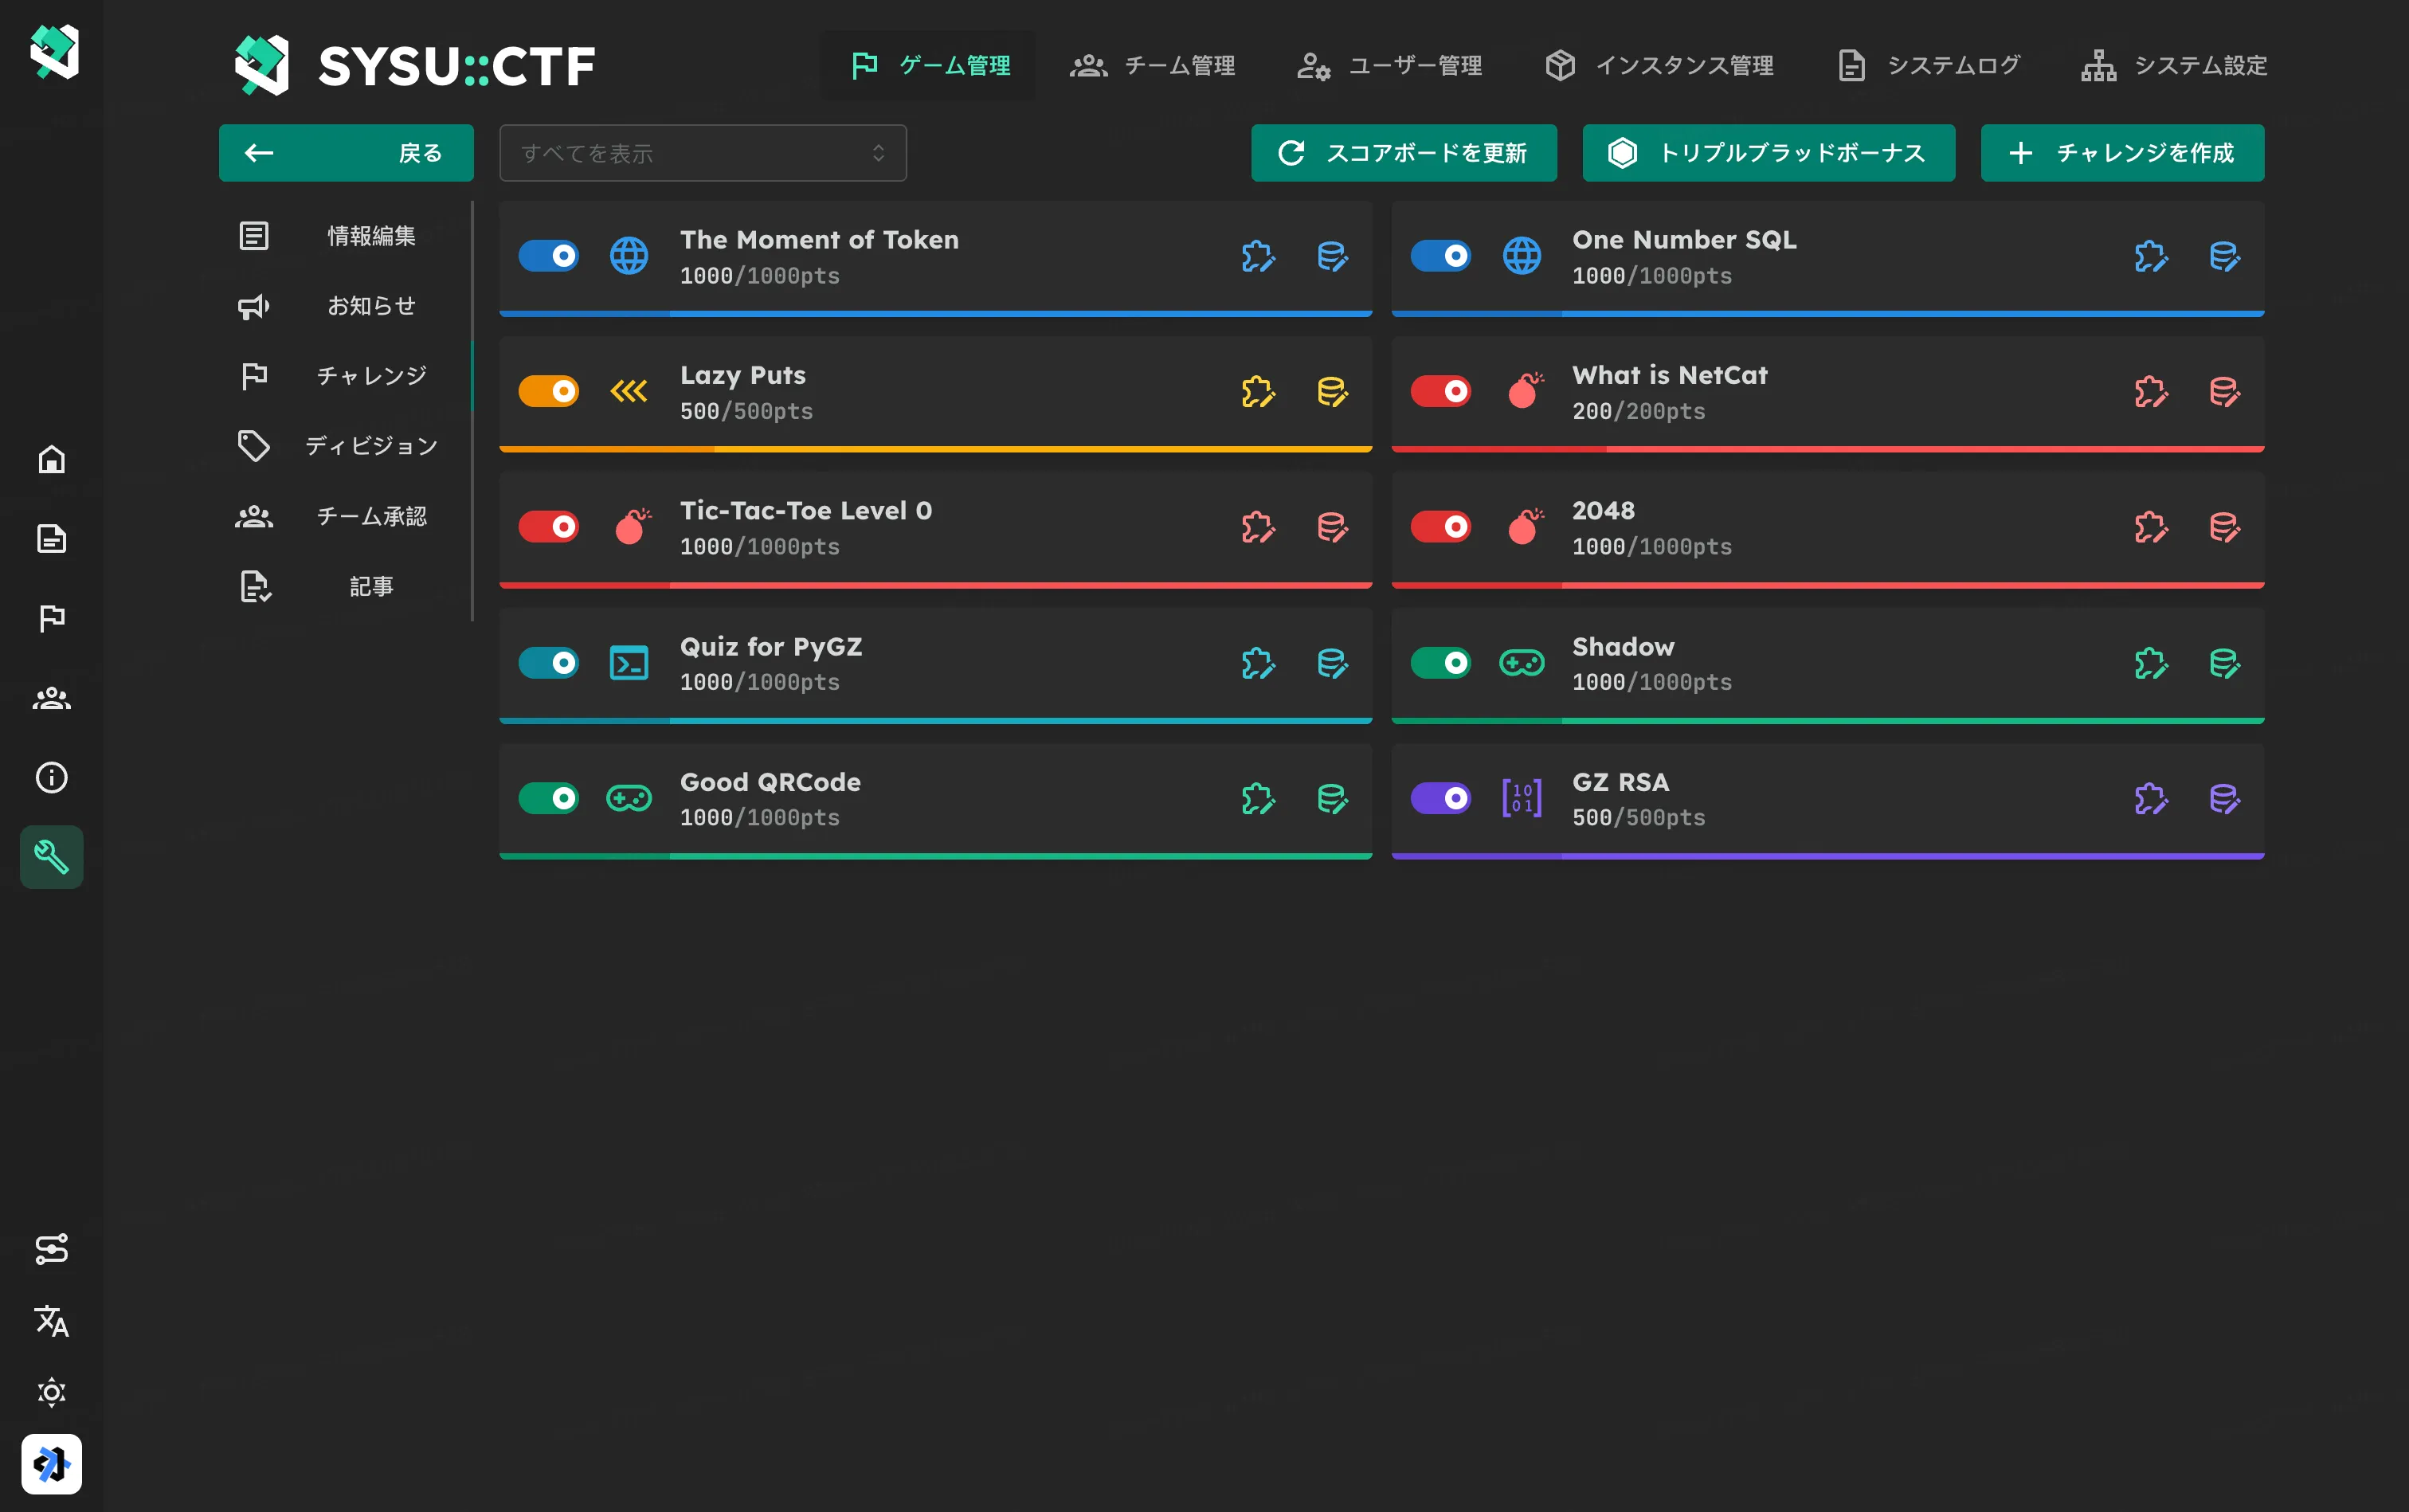 SYSU::CTF
ゲーム管理
チーム管理
ユーザー管理
インスタンス管理
システムログ
システム設定
戻る
すべてを表示
スコアボードを更新
トリプルブラッドボーナス
チャレンジを作成
情報編集
お知らせ
チャレンジ
ディビジョン
チーム承認
記事
The Moment of Token
1000/1000pts
One Number SQL
1000/1000pts
Lazy Puts
500/500pts
What is NetCat
200/200pts
Tic-Tac-Toe Level 0
1000/1000pts
2048
1000/1000pts
Quiz for PyGZ
1000/1000pts
Shadow
1000/1000pts
Good QRCode
1000/1000pts
GZ RSA
500/500pts